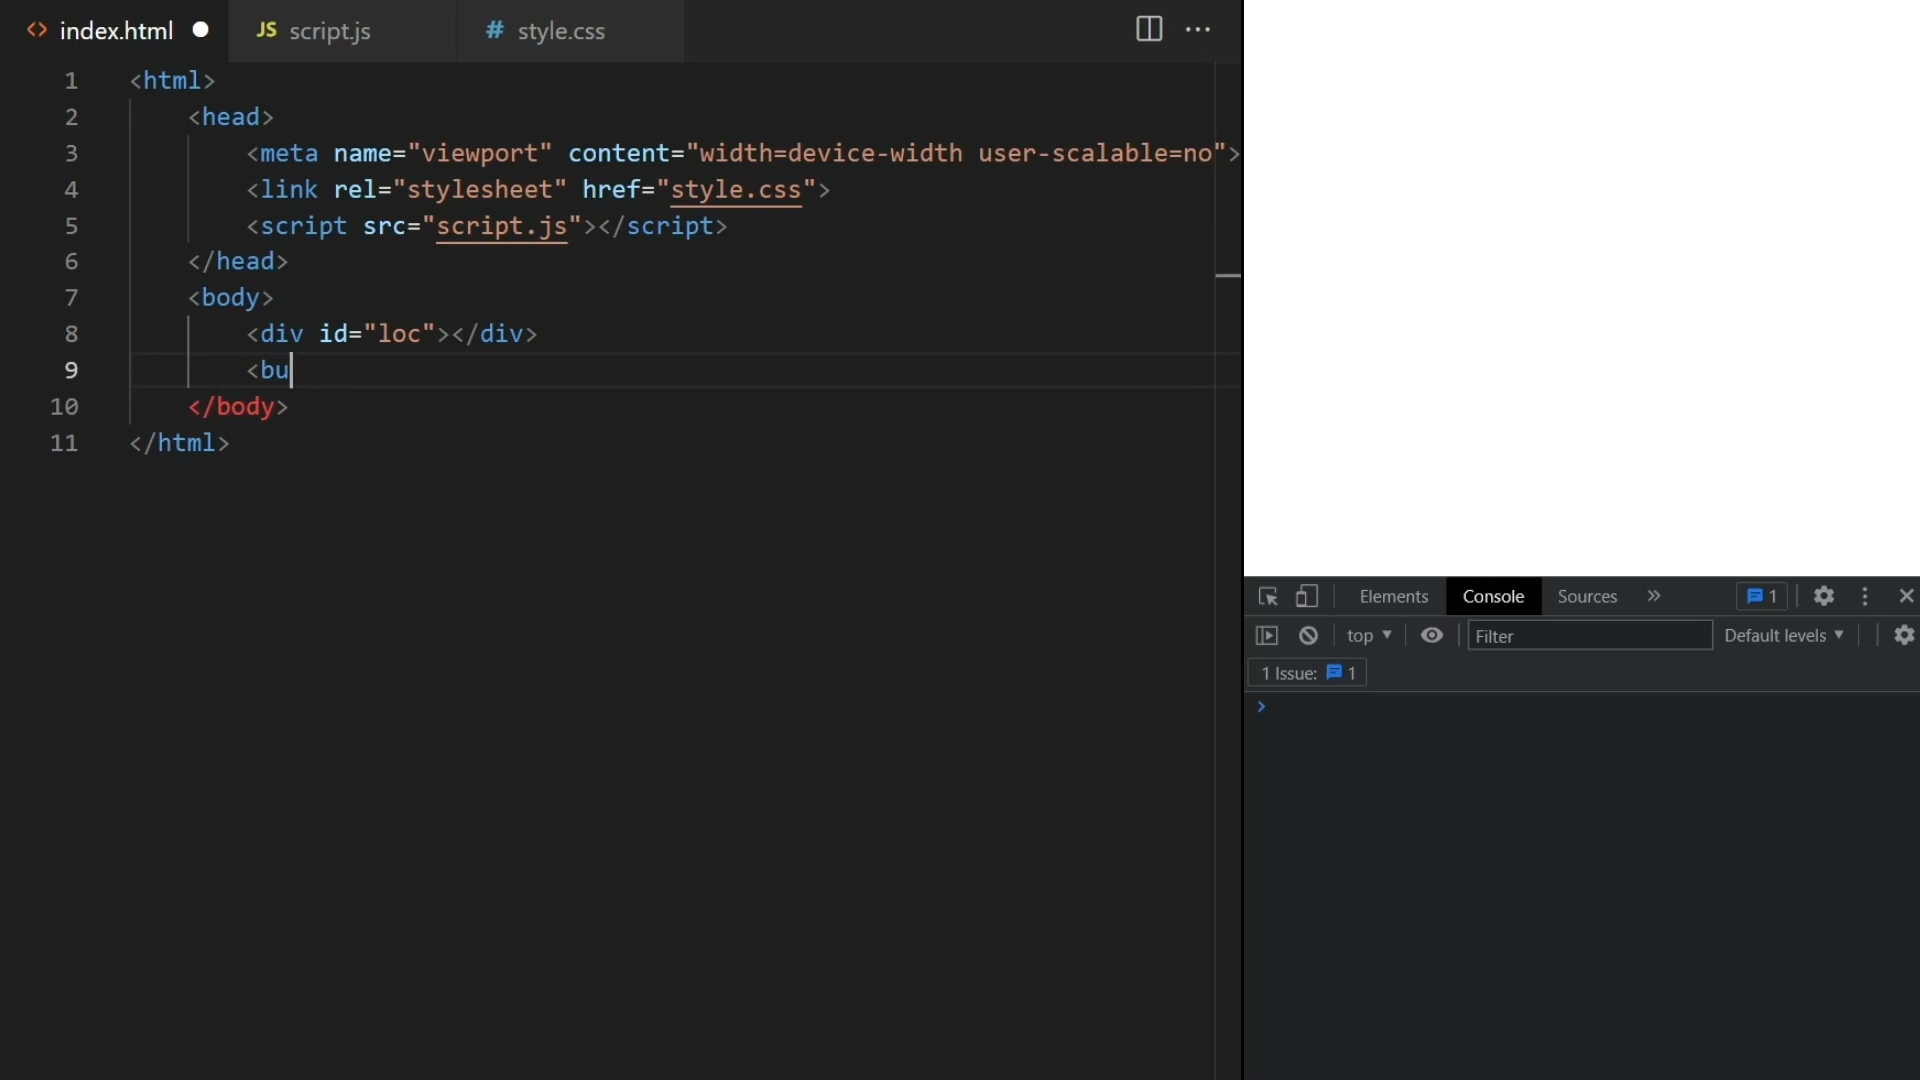 index.html
JS script.js
# style.css
1 <html>
2 <head>
3 <meta name="viewport" content="width=device-width user-scalable=no">
4 <link rel="stylesheet" href="style.css">
5 <script src="script.js"></script>
6 </head>
7 <body>
8 <div id="loc"></div>
9 <bu
10 </body>
11 </html>
Elements Console Sources » 1
top Filter Default levels
1 Issue: 1